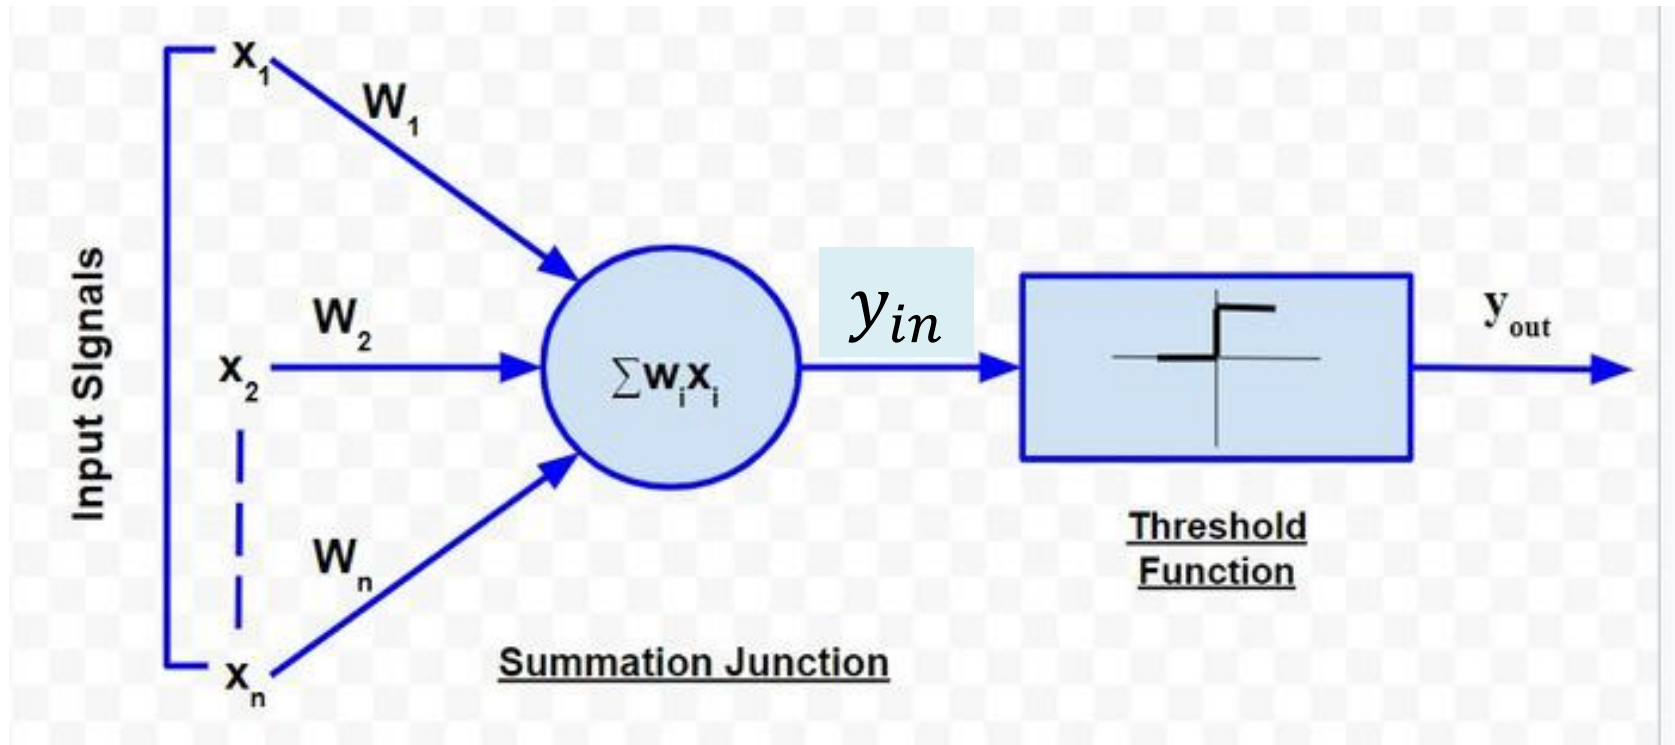 Input SIgnals
x₁
W₁
x₂
W₂
xₙ
Wₙ
∑wᵢxᵢ
Summation Junction
yᵢₙ
Threshold
Function
yₒᵤₜ